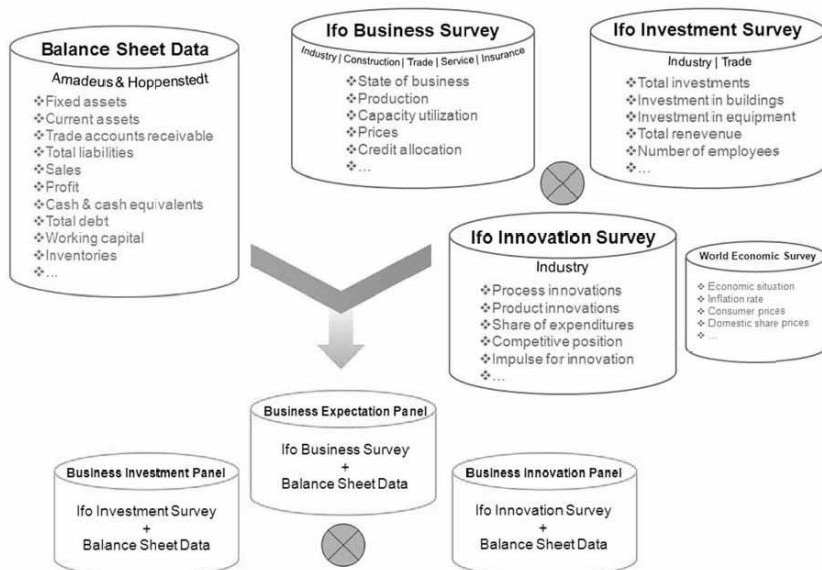 Balance Sheet Data
Amadeus & Hoppenstedt
❖Fixed assets
❖Current assets
❖Trade accounts receivable
❖Total liabilities
❖Sales
❖Profit
❖Cash & cash equivalents
❖Total debt
❖Working capital
❖Inventories
❖...
Ifo Business Survey
Industry | Construction | Trade | Service | Insurance
❖State of business
❖Production
❖Capacity utilization
❖Prices
❖Credit allocation
❖...
Ifo Investment Survey
Industry | Trade
❖Total investments
❖Investment in buildings
❖Investment in equipment
❖Total renevenue
❖Number of employees
❖...
Ifo Innovation Survey
Industry
❖Process innovations
❖Product innovations
❖Share of expenditures
❖Competitive position
❖Impulse for innovation
❖...
World Economic Survey
❖ Economic situation
❖ Inflation rate
❖ Consumer prices
❖ Domestic share prices
❖ ...
Business Expectation Panel
Ifo Business Survey
+
Balance Sheet Data
Business Investment Panel
Ifo Investment Survey
+
Balance Sheet Data
Business Innovation Panel
Ifo Innovation Survey
+
Balance Sheet Data